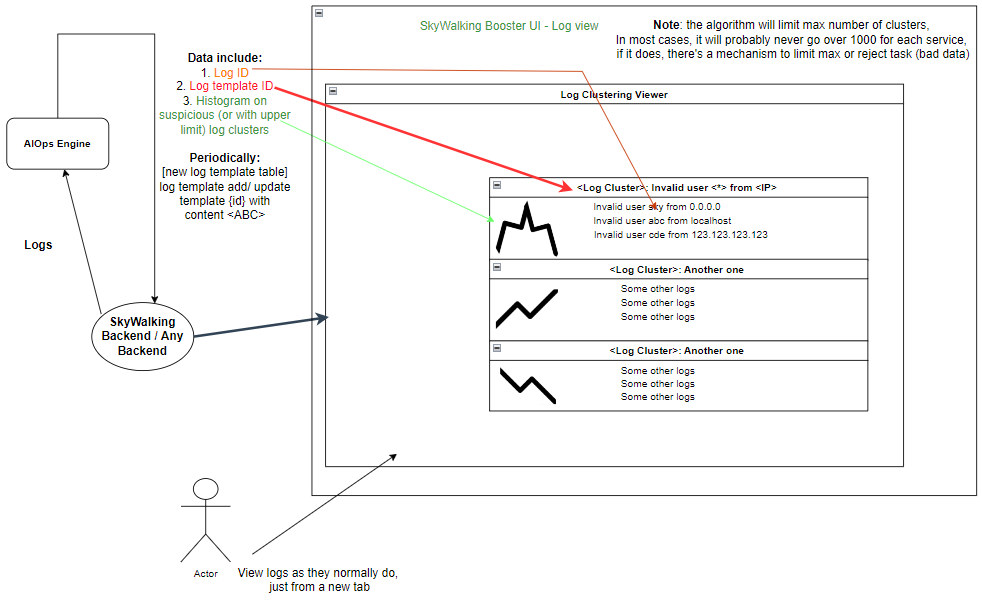 SkyWalking Booster UI - Log view
Note: the algorithm will limit max number of clusters,
In most cases, it will probably never go over 1000 for each service,
if it does, there's a mechanism to limit max or reject task (bad data)
Data include:
1. Log ID
2. Log template ID
3. Histogram on
suspicious (or with upper
limit) log clusters
Periodically:
[new log template table]
log template add/ update
template {id} with
content <ABC>
AIOps Engine
Logs
SkyWalking
Backend / Any
Backend
Log Clustering Viewer
<Log Cluster>: Invalid user <*> from <IP>
Invalid user sky from 0.0.0.0
Invalid user abc from localhost
Invalid user cde from 123.123.123.123
<Log Cluster>: Another one
Some other logs
Some other logs
Some other logs
<Log Cluster>: Another one
Some other logs
Some other logs
Some other logs
Actor
View logs as they normally do,
just from a new tab